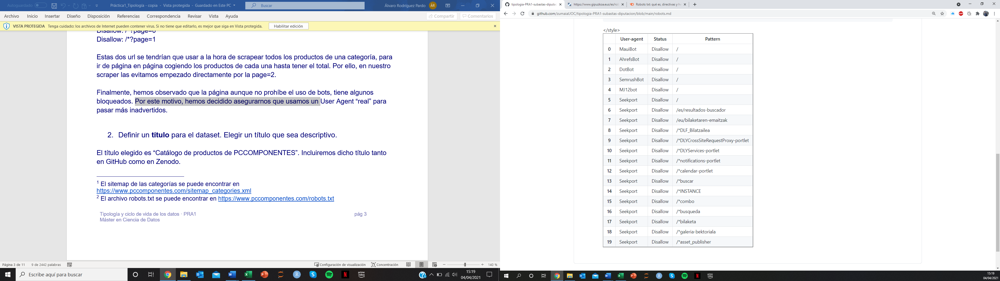 Autoguardado
Práctica1_Tipología - copia - Vista protegida - Guardado en Este PC
Buscar
Álvaro Rodríguez Pardo
ÁR
Archivo
Inicio
Insertar
Diseño
Disposición
Referencias
Correspondencia
Revisar
Vista
Ayuda
Compartir
Comentarios
VISTA PROTEGIDA
Tenga cuidado: los archivos de Internet pueden contener virus. Si no tiene que editarlo, es mejor que siga en Vista protegida.
Habilitar edición
Disallow: /*?page=0
Disallow: /*?page=1
Estas dos url se tendrían que usar a la hora de scrapear todos los productos de una categoría, para
ir de página en página cogiendo los productos de cada una hasta tener el total. Por ello, en nuestro
scraper las evitamos empezado directamente por la page=2.
Finalmente, hemos observado que la página aunque no prohíbe el uso de bots, tiene algunos
bloqueados. Por este motivo, hemos decidido asegurarnos que usamos un User Agent “real” para
pasar más inadvertidos.
2. Definir un título para el dataset. Elegir un título que sea descriptivo.
El título elegido es “Catálogo de productos de PCCOMPONENTES”. Incluiremos dicho título tanto
en GitHub como en Zenodo.
1 El sitemap de las categorías se puede encontrar en
https://www.pccomponentes.com/sitemap_categories.xml
2 El archivo robots.txt se puede encontrar en https://www.pccomponentes.com/robots.txt
Tipología y ciclo de vida de los datos · PRA1
pág 3
Máster en Ciencia de Datos
Página 3 de 11
9 de 2442 palabras
Configuración de visualización
Concentración
140 %
Escribe aquí para buscar
prime video
15:19
04/04/2021
tipologia-PRA1-subastas-diputac
https://www.gipuzkoa.eus/es/rob
Robots txt: qué es, directivas y he
github.com/zumaiaUOC/tipologia-PRA1-subastas-diputacion/blob/main/robots.md
ABP
</style>
User-agent Status Pattern
0 MauiBot Disallow /
1 AhrefsBot Disallow /
2 DotBot Disallow /
3 SemrushBot Disallow /
4 MJ12bot Disallow /
5 Seekport Disallow /
6 Seekport Disallow /es/resultados-buscador
7 Seekport Disallow /eu/bilaketaren-emaitzak
8 Seekport Disallow /*DLF_Bilatzailea
9 Seekport Disallow /*DLYCrossSiteRequestProxy-portlet
10 Seekport Disallow /*DLYServices-portlet
11 Seekport Disallow /*notifications-portlet
12 Seekport Disallow /*calendar-portlet
13 Seekport Disallow /*buscar
14 Seekport Disallow /*INSTANCE
15 Seekport Disallow /*combo
16 Seekport Disallow /*busqueda
17 Seekport Disallow /*bilaketa
18 Seekport Disallow /*galeria-bektoriala
19 Seekport Disallow /*asset_publisher
prime video
15:19
04/04/2021